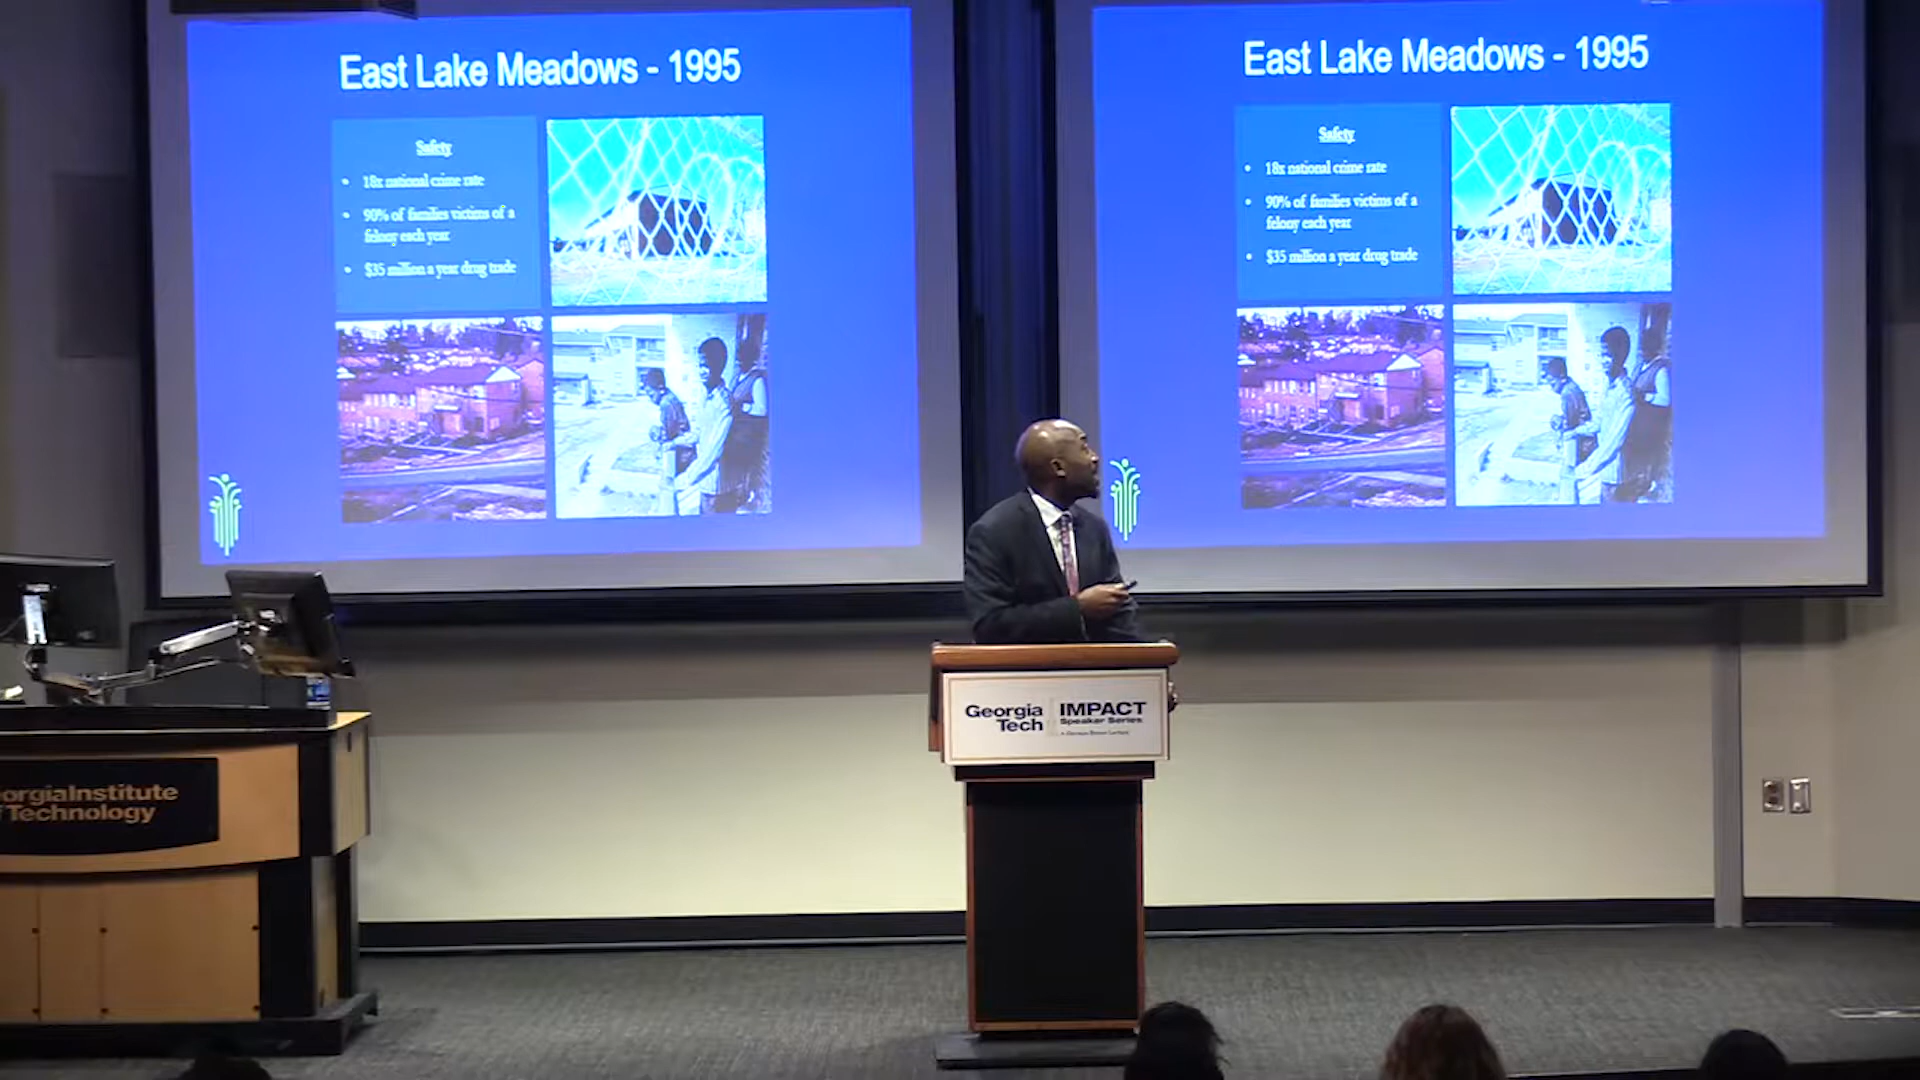 East Lake Meadows - 1995
Safety
• 18x national crime rate
• 90% of families victims of a
felony each year
• $35 million a year drug trade
East Lake Meadows - 1995
Safety
• 18x national crime rate
• 90% of families victims of a
felony each year
• $35 million a year drug trade
Georgia
Tech
IMPACT
Speaker Series
orgiaInstitute
fTechnology